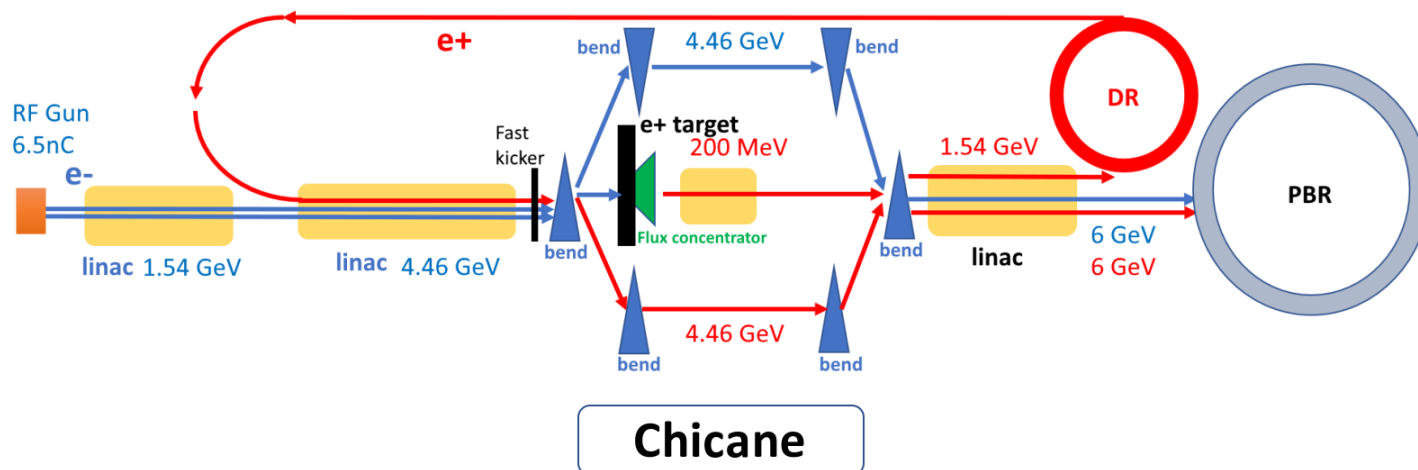 e+
bend
4.46 GeV
bend
RF Gun
6.5nC
e-
Fast
kicker
e+ target
200 MeV
1.54 GeV
DR
PBR
Flux concentrator
linac 1.54 GeV
linac 4.46 GeV
bend
bend
linac
6 GeV
6 GeV
4.46 GeV
bend
bend
Chicane